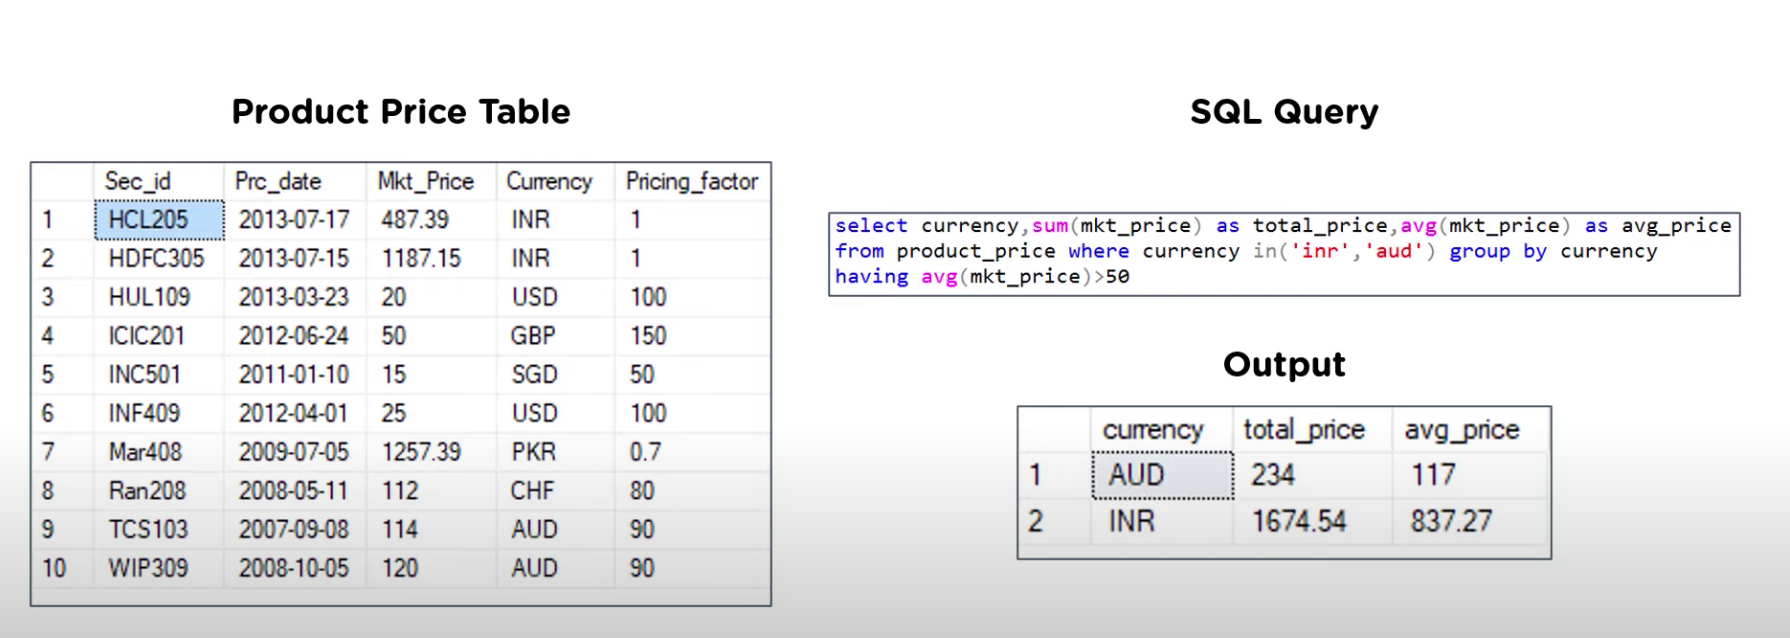 Product Price Table
Sec_id Prc_date Mkt_Price Currency Pricing_factor
1 HCL205 2013-07-17 487.39 INR 1
2 HDFC305 2013-07-15 1187.15 INR 1
3 HUL109 2013-03-23 20 USD 100
4 ICIC201 2012-06-24 50 GBP 150
5 INC501 2011-01-10 15 SGD 50
6 INF409 2012-04-01 25 USD 100
7 Mar408 2009-07-05 1257.39 PKR 0.7
8 Ran208 2008-05-11 112 CHF 80
9 TCS103 2007-09-08 114 AUD 90
10 WIP309 2008-10-05 120 AUD 90
SQL Query
select currency,sum(mkt_price) as total_price,avg(mkt_price) as avg_price
from product_price where currency in('inr','aud') group by currency
having avg(mkt_price)>50
Output
currency total_price avg_price
1 AUD 234 117
2 INR 1674.54 837.27